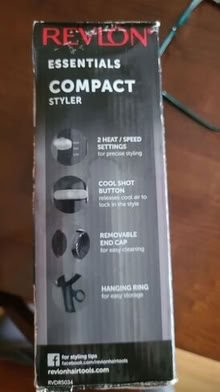 REVLON
ESSENTIALS
COMPACT
STYLER
2 HEAT / SPEED
SETTINGS
for precise styling
COOL SHOT
BUTTON
releases cool air to
lock in the style
REMOVABLE
END CAP
for easy cleaning
HANGING RING
for easy storage
f for styling tips
facebook.com/revlonhairtools
revlonhairtools.com
RVDR5034